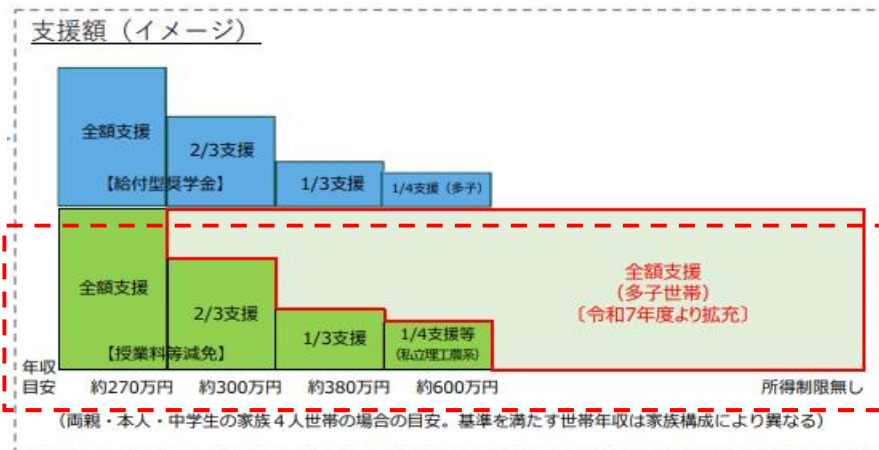 支援額（イメージ）
全額支援
2/3支援
【給付型奨学金】
1/3支援
1/4支援（多子）
全額支援
(多子世帯)
〔令和7年度より拡充〕
全額支援
2/3支援
1/3支援
1/4支援等
(私立理工農系)
【授業料等減免】
年収
目安 約270万円 約300万円 約380万円 約600万円 所得制限無し
（両親・本人・中学生の家族４人世帯の場合の目安。基準を満たす世帯年収は家族構成により異なる）